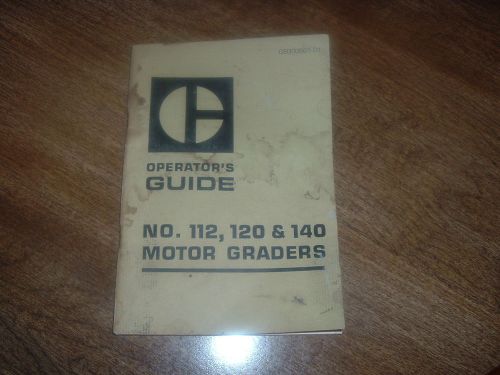 OPERATOR'S
GUIDE
NO. 112, 120 & 140
MOTOR GRADERS